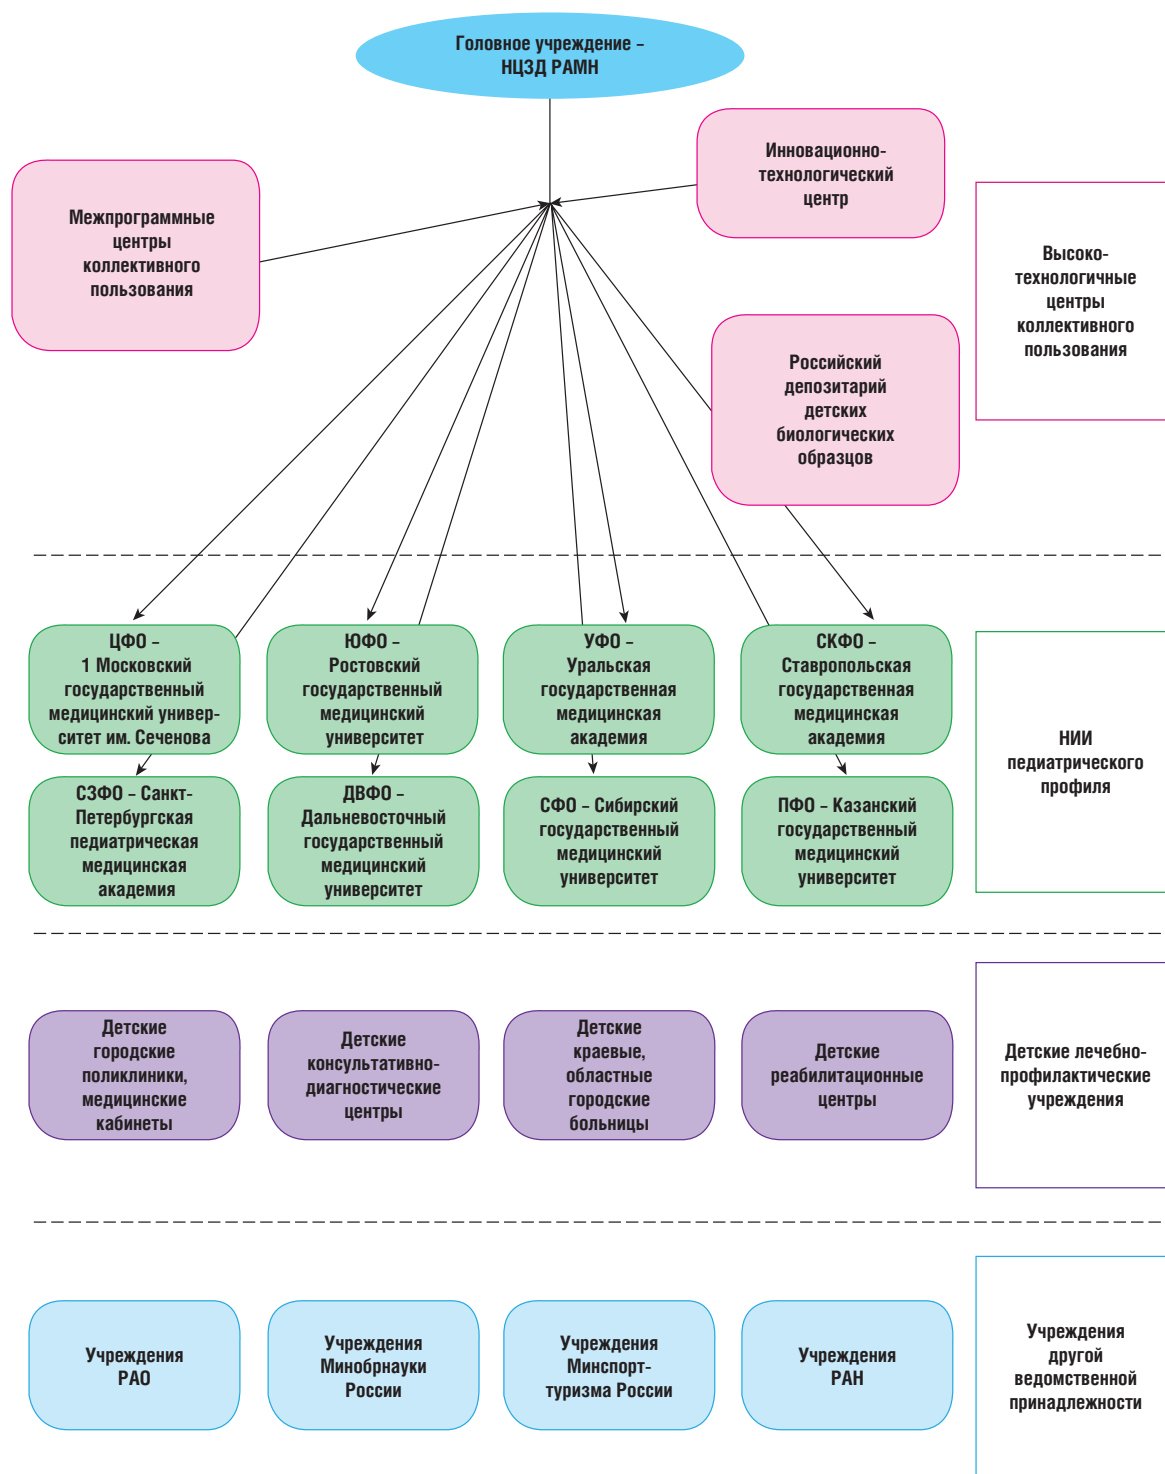 Головное учреждение –
НЦЗД РАМН
Инновационно-
технологический
центр
Межпрограммные
центры
коллективного
пользования
Высоко-
технологичные
центры
коллективного
пользования
Российский
депозитарий
детских
биологических
образцов
ЦФО –
1 Московский
государственный
медицинский универ-
ситет им. Сеченова
ЮФО –
Ростовский
государственный
медицинский
университет
УФО –
Уральская
государственная
медицинская
академия
СКФО –
Ставропольская
государственная
медицинская
академия
НИИ
педиатрического
профиля
СЗФО – Санкт-
Петербургская
педиатрическая
медицинская
академия
ДВФО –
Дальневосточный
государственный
медицинский
университет
СФО – Сибирский
государственный
медицинский
университет
ПФО – Казанский
государственный
медицинский
университет
Детские
городские
поликлиники,
медицинские
кабинеты
Детские
консультативно-
диагностические
центры
Детские
краевые,
областные
городские
больницы
Детские
реабилитационные
центры
Детские лечебно-
профилактические
учреждения
Учреждения
РАО
Учреждения
Минобрнауки
России
Учреждения
Минспорт-
туризма России
Учреждения
РАН
Учреждения
другой
ведомственной
принадлежности